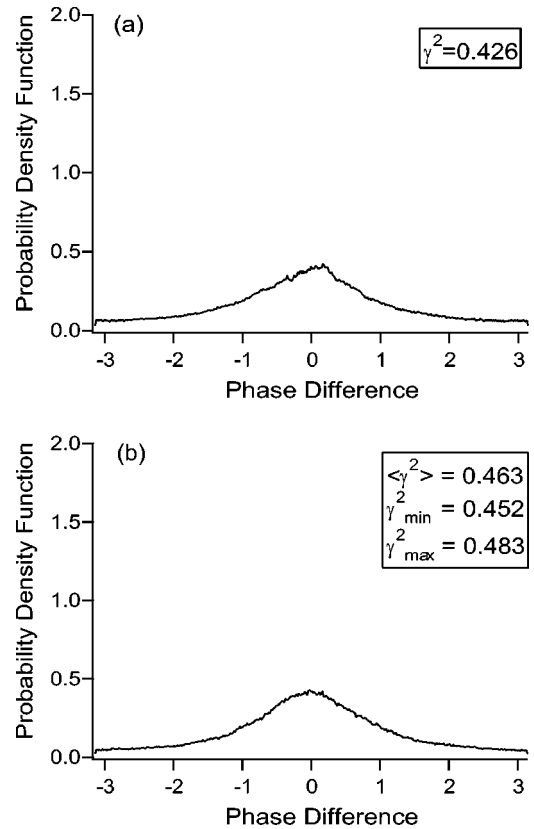 (a)
γ²=0.426
Probability Density Function
2.0
1.5
1.0
0.5
0.0
-3 -2 -1 0 1 2 3
Phase Difference
(b)
<γ²> = 0.463
γ²min = 0.452
γ²max = 0.483
Probability Density Function
2.0
1.5
1.0
0.5
0.0
-3 -2 -1 0 1 2 3
Phase Difference